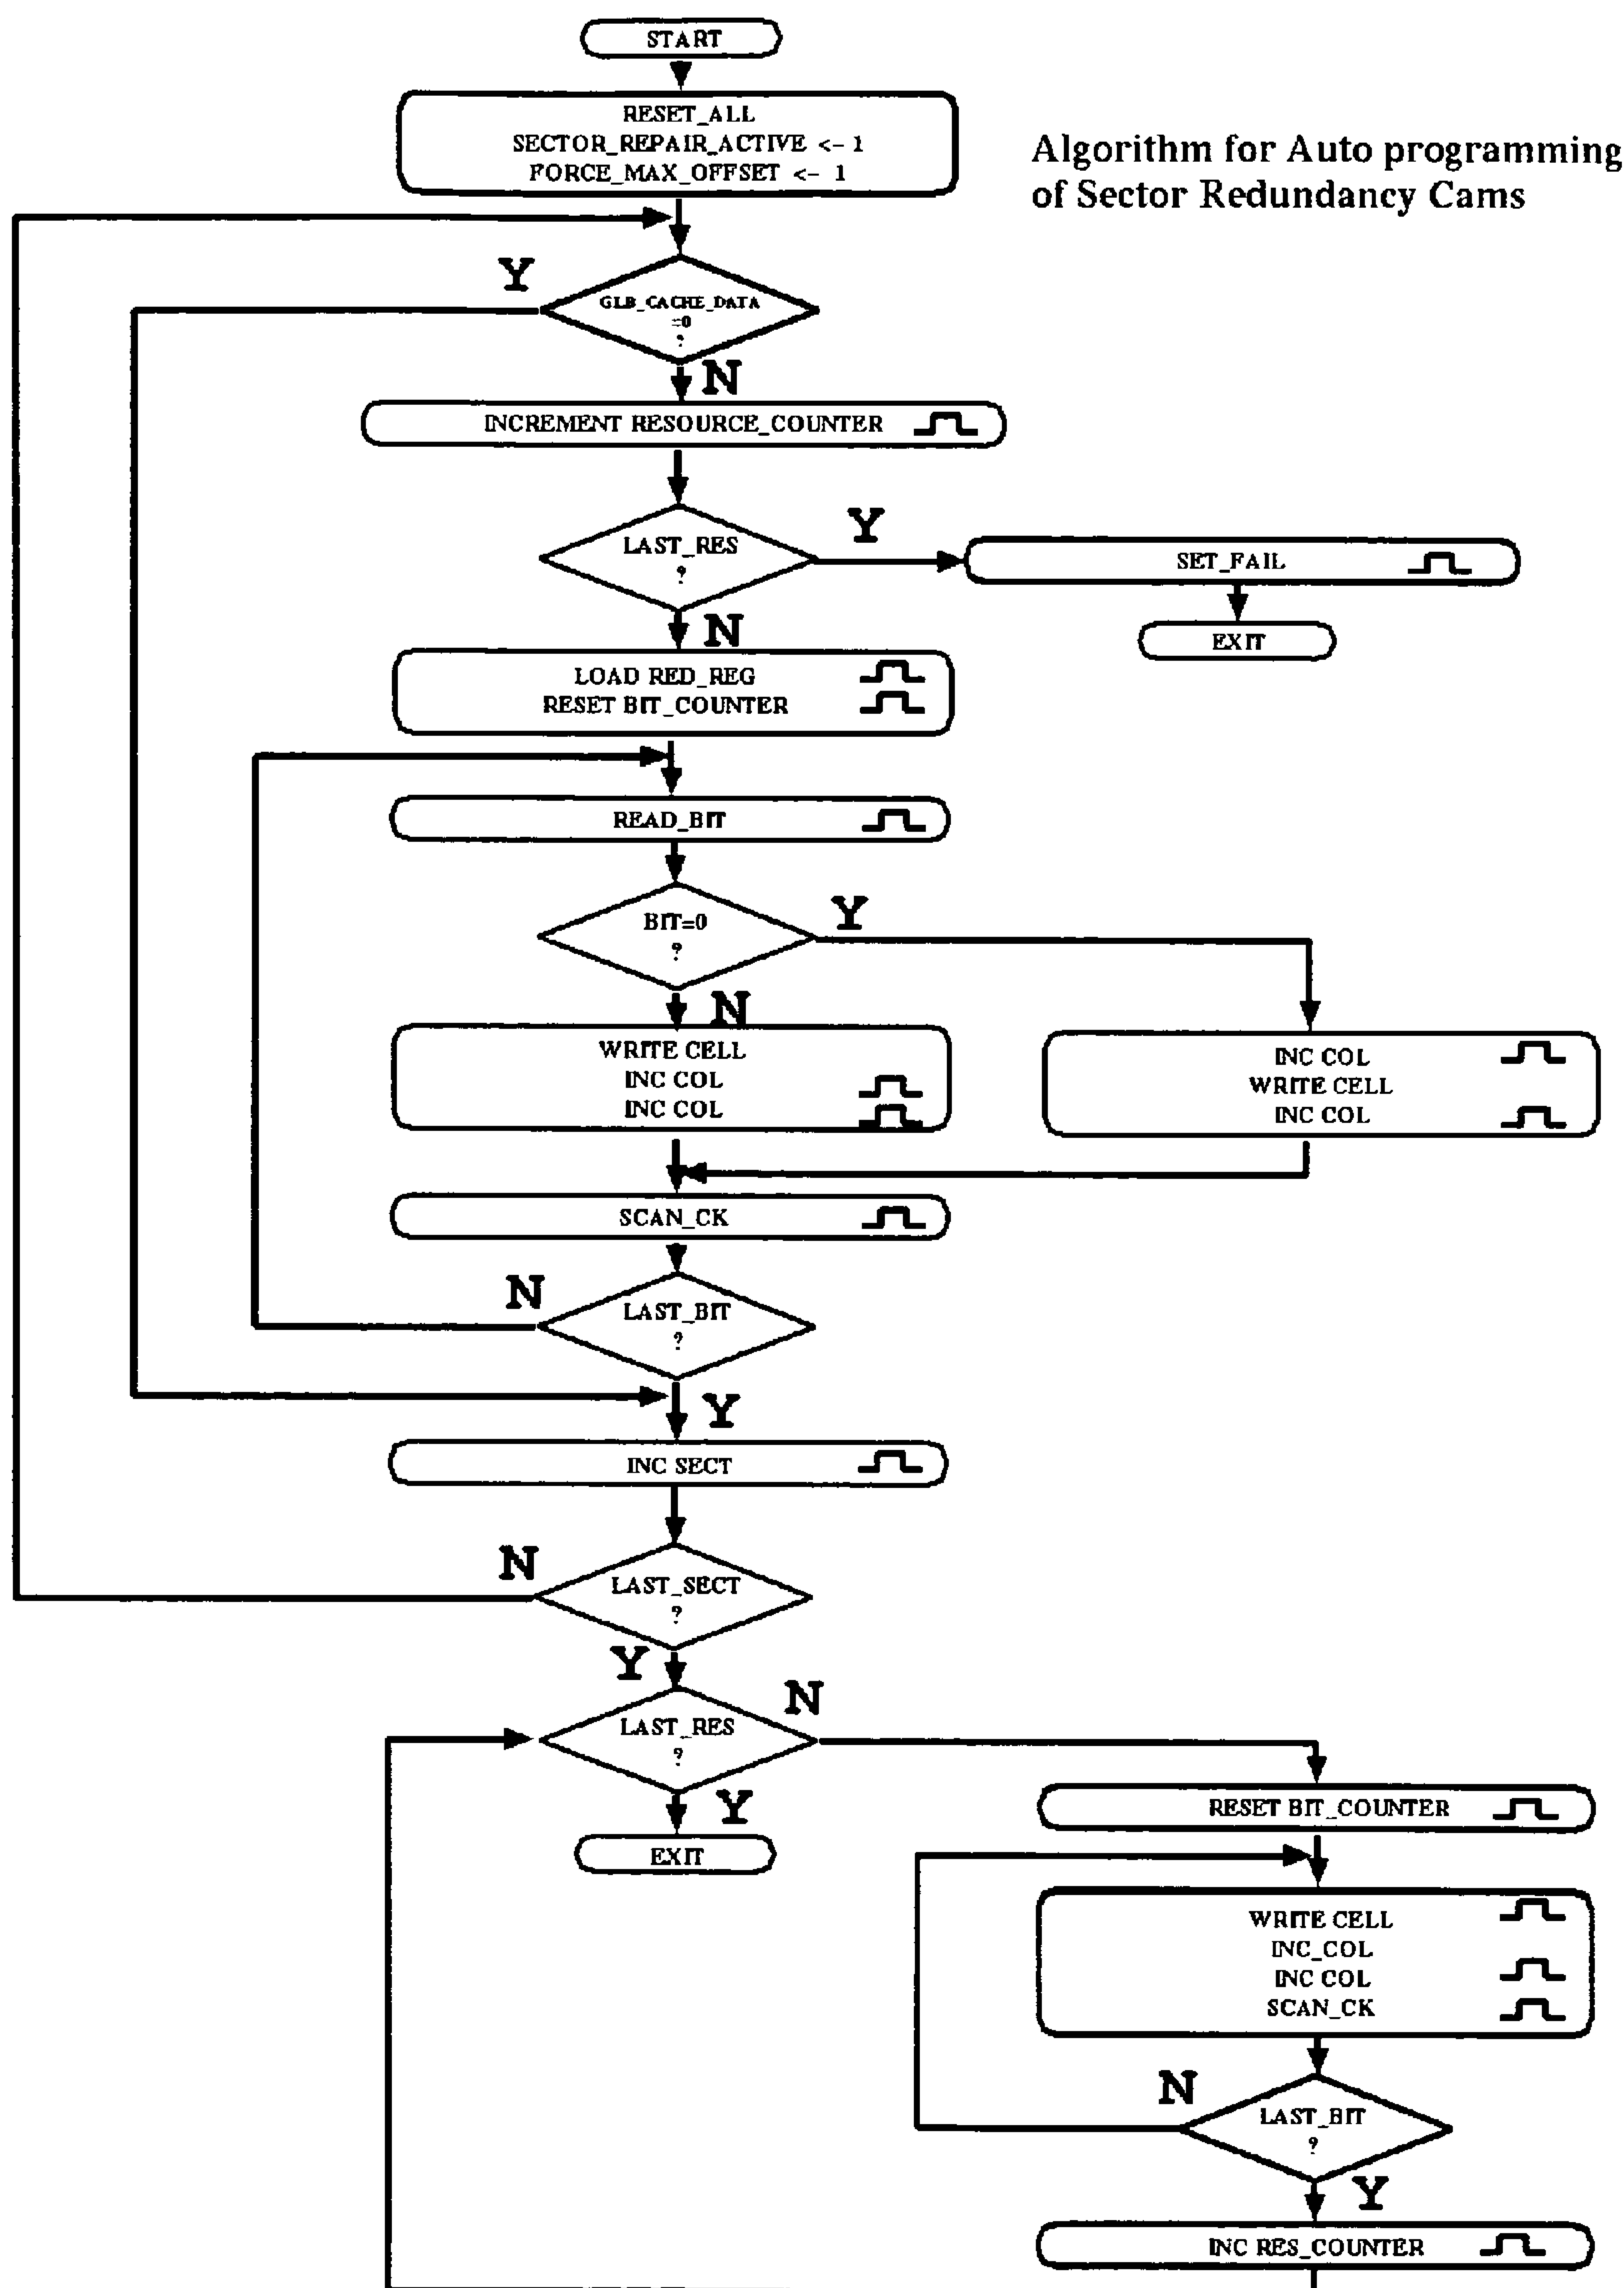 START
RESET_ALL
SECTOR_REPAIR_ACTIVE <- 1
FORCE_MAX_OFFSET <- 1
Algorithm for Auto programming
of Sector Redundancy Cams
Y
GLB_CACHE_DATA
=0
?
N
INCREMENT RESOURCE_COUNTER
LAST_RES
?
Y
SET_FAIL
EXIT
N
LOAD RED_REG
RESET BIT_COUNTER
READ_BIT
BIT=0
?
Y
N
WRITE CELL
INC COL
INC COL
INC COL
WRITE CELL
INC COL
SCAN_CK
N
LAST_BIT
?
Y
INC SECT
N
LAST_SECT
?
Y
LAST_RES
?
N
Y
EXIT
RESET BIT_COUNTER
WRITE CELL
INC_COL
INC COL
SCAN_CK
N
LAST_BIT
?
Y
INC RES_COUNTER